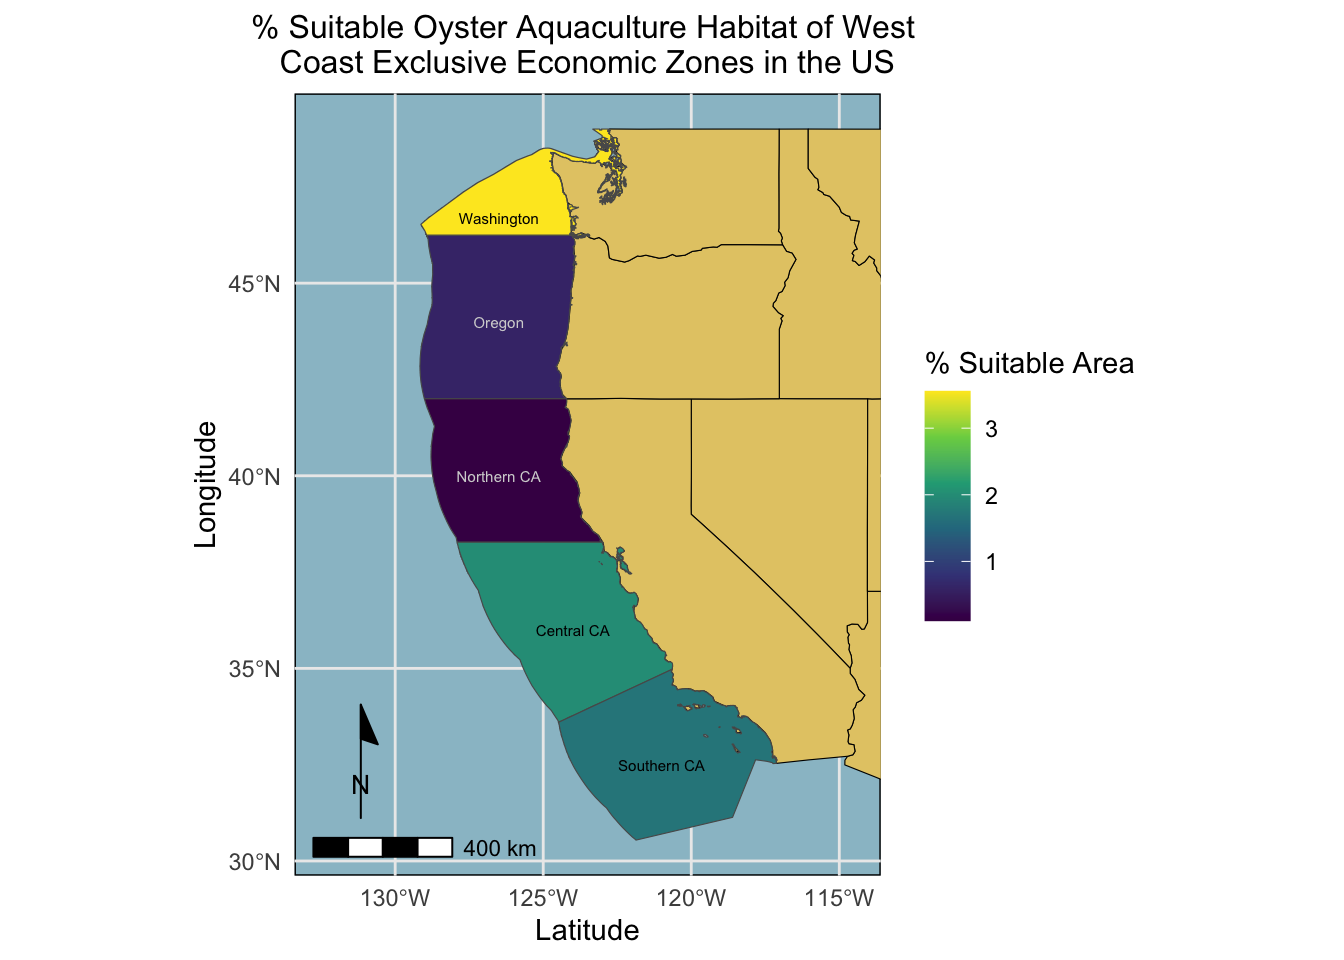 % Suitable Oyster Aquaculture Habitat of West
Coast Exclusive Economic Zones in the US
Washington
45°N
Oregon
% Suitable Area
3
Longitude
40°N
Northern CA
2
1
Central CA
35°N
Southern CA
N
400 km
30°N
130°W
125°W
120°W
115°W
Latitude